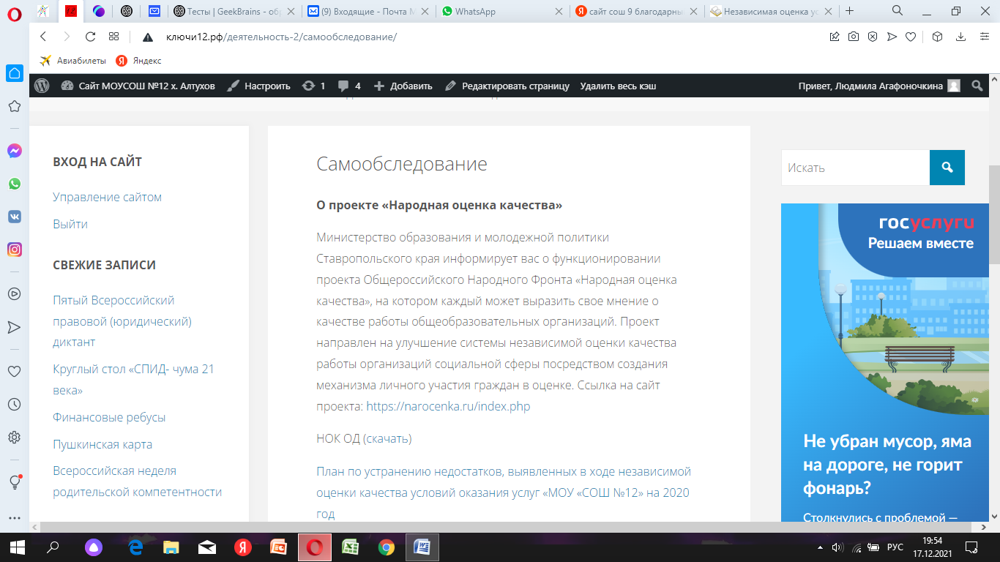 Тесты | GeekBrains - об
(9) Входящие - Почта M
WhatsApp
сайт сош 9 благодарны
Независимая оценка ус
ключи12.рф/деятельность-2/самообследование/
Авиабилеты
Яндекс
Сайт МОУСОШ №12 х. Алтухов
Настроить
1
4
Добавить
Редактировать страницу
Удалить весь кэш
Привет, Людмила Агафоночкина
ВХОД НА САЙТ
Управление сайтом
Выйти
СВЕЖИЕ ЗАПИСИ
Пятый Всероссийский
правовой (юридический)
диктант
Круглый стол «СПИД- чума 21
века»
Финансовые ребусы
Пушкинская карта
Всероссийская неделя
родительской компетентности
Самообследование
О проекте «Народная оценка качества»
Министерство образования и молодежной политики
Ставропольского края информирует вас о функционировании
проекта Общероссийского Народного Фронта «Народная оценка
качества», на котором каждый может выразить свое мнение о
качестве работы общеобразовательных организаций. Проект
направлен на улучшение системы независимой оценки качества
работы организаций социальной сферы посредством создания
механизма личного участия граждан в оценке. Ссылка на сайт
проекта: https://narocenka.ru/index.php
НОК ОД (скачать)
План по устранению недостатков, выявленных в ходе независимой
оценки качества условий оказания услуг «МОУ «СОШ №12» на 2020
год
Искать
госуслуги
Решаем вместе
Не убран мусор, яма
на дороге, не горит
фонарь?
Столкнулись с проблемой —
РУС
19:54
17.12.2021